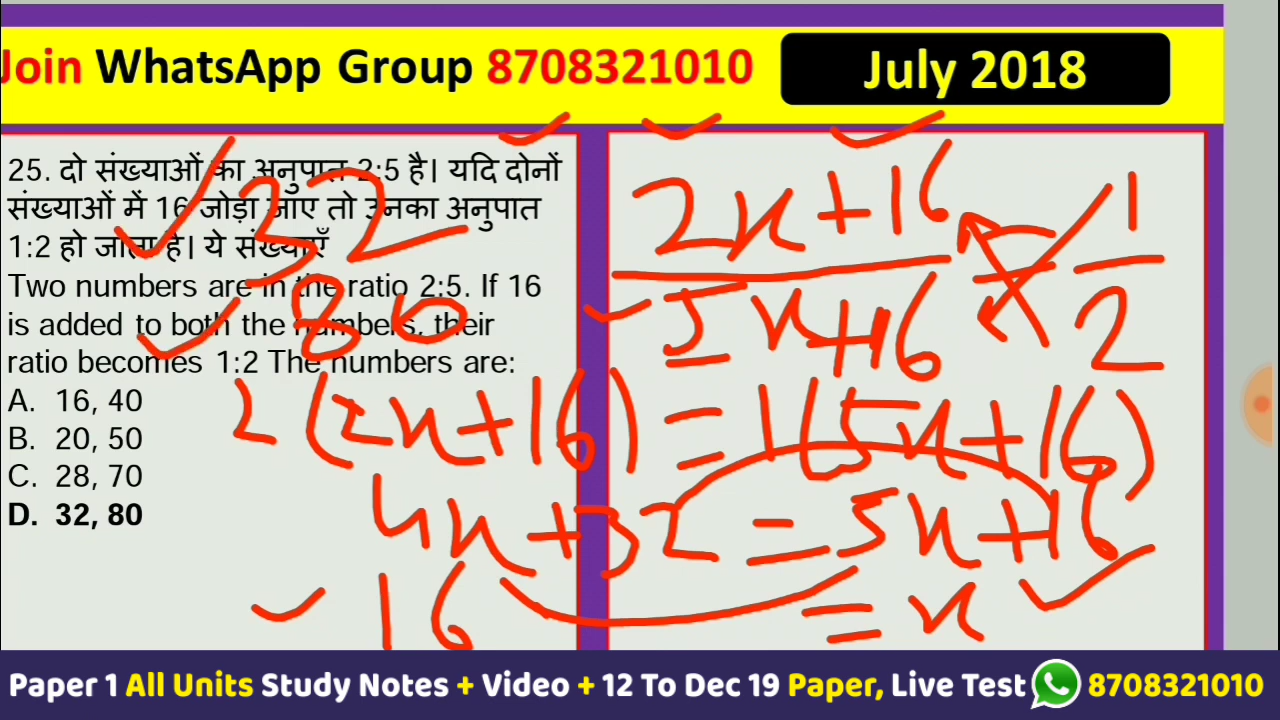 Join WhatsApp Group 8708321010
July 2018
25. दो संख्याओं का अनुपात 2:5 है। यदि दोनों
संख्याओं में 16 जोड़ा जाए तो उनका अनुपात
1:2 हो जाता है। ये संख्याएँ
Two numbers are in the ratio 2:5. If 16
is added to both the numbers, their
ratio becomes 1:2 The numbers are:
A. 16, 40
B. 20, 50
C. 28, 70
D. 32, 80
32
80
2x+16
5x+16
1
2
2(2x+16) = 1(5x+16)
4x+32 = 5x+16
16 = x
Paper 1 All Units Study Notes + Video + 12 To Dec 19 Paper, Live Test 8708321010